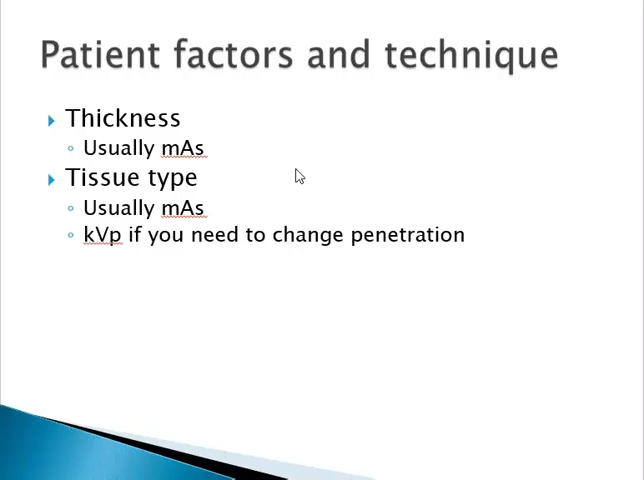 Patient factors and technique
Thickness
Usually mAs
Tissue type
Usually mAs
kVp if you need to change penetration